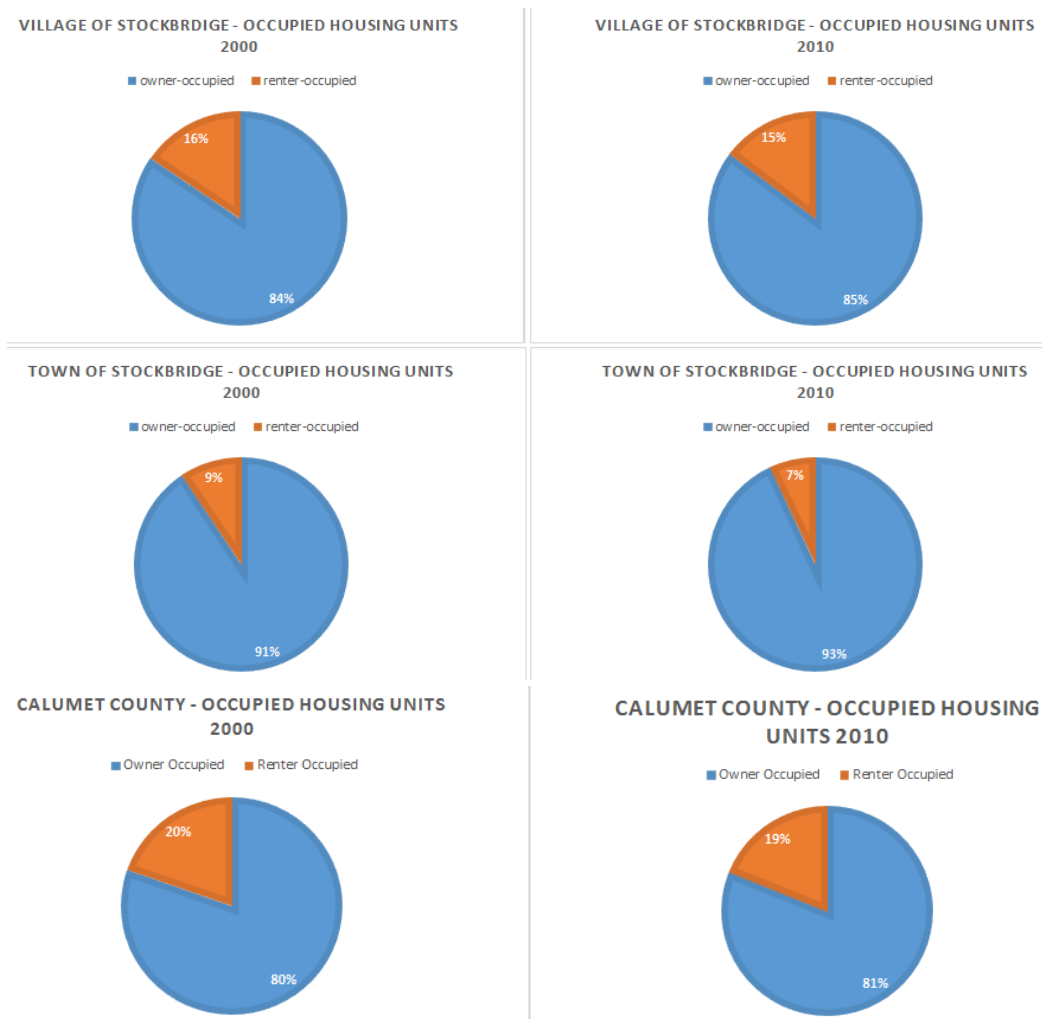 VILLAGE OF STOCKBRDIGE - OCCUPIED HOUSING UNITS
2000
owner-occupied renter-occupied
16%
84%
VILLAGE OF STOCKBRIDGE - OCCUPIED HOUSING UNITS
2010
owner-occupied renter-occupied
15%
85%
TOWN OF STOCKBRIDGE - OCCUPIED HOUSING UNITS
2000
owner-occupied renter-occupied
9%
91%
TOWN OF STOCKBRIDGE - OCCUPIED HOUSING UNITS
2010
owner-occupied renter-occupied
7%
93%
CALUMET COUNTY - OCCUPIED HOUSING UNITS
2000
Owner Occupied Renter Occupied
20%
80%
CALUMET COUNTY - OCCUPIED HOUSING
UNITS 2010
Owner Occupied Renter Occupied
19%
81%